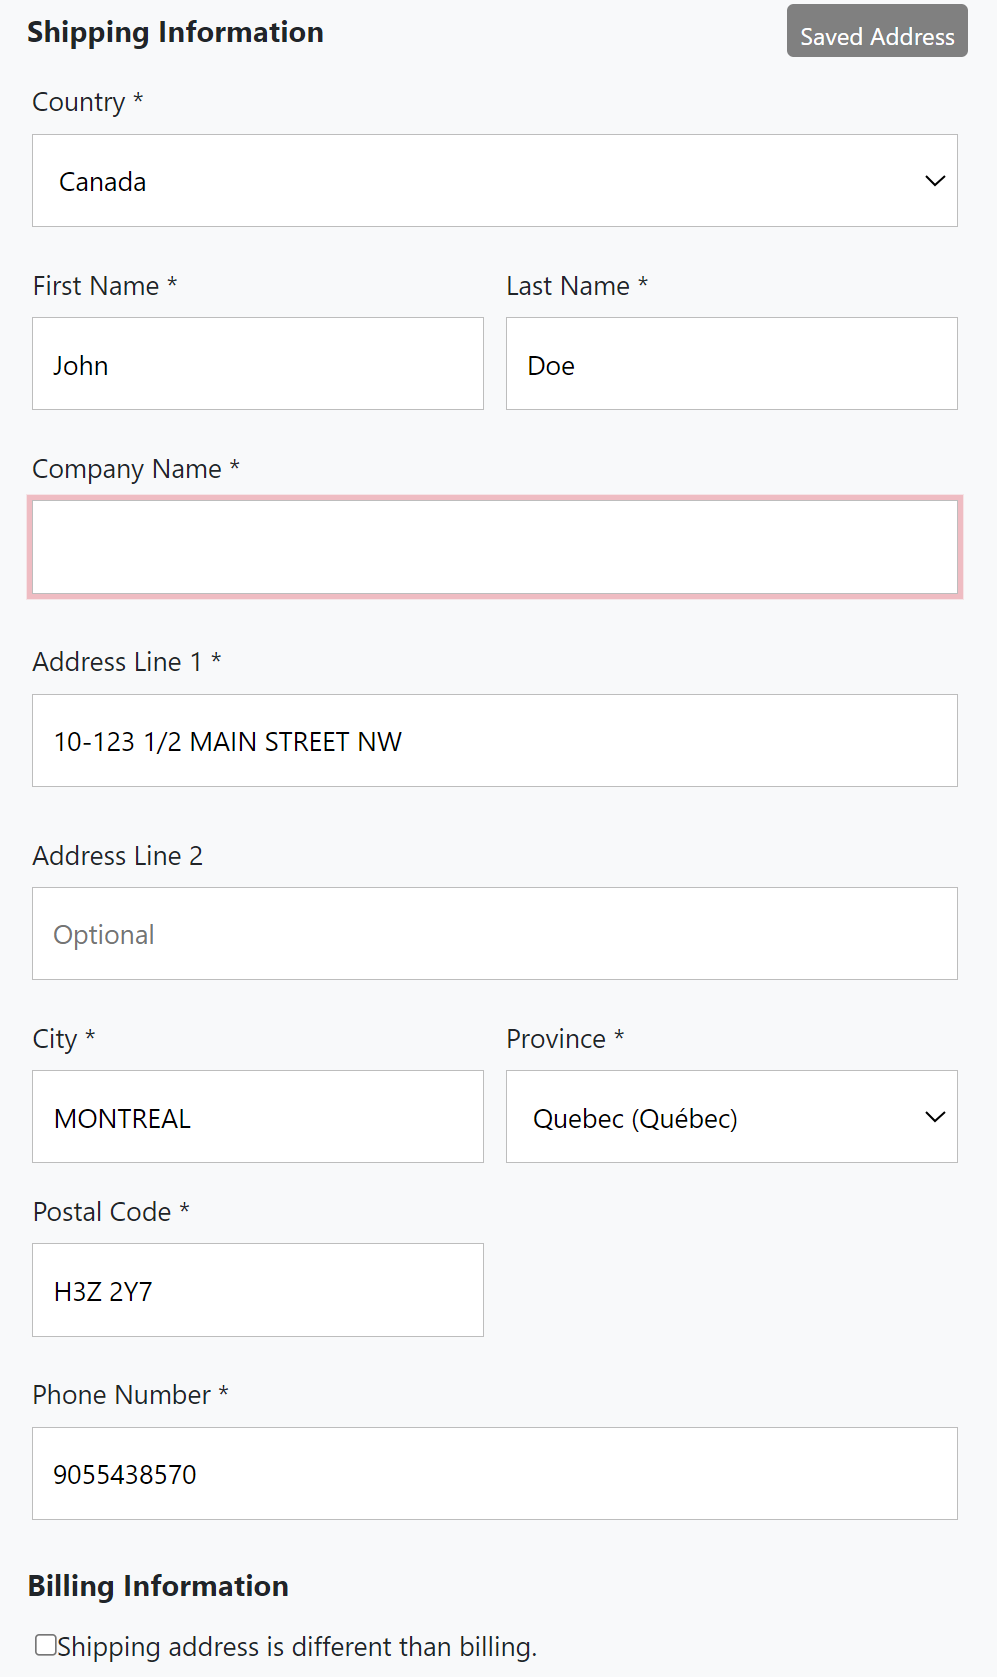 Shipping Information
Saved Address
Country *
Canada
First Name *
Last Name *
John
Doe
Company Name *
Address Line 1 *
10-123 1/2 MAIN STREET NW
Address Line 2
Optional
City *
Province *
MONTREAL
Quebec (Québec)
Postal Code *
H3Z 2Y7
Phone Number *
9055438570
Billing Information
Shipping address is different than billing.